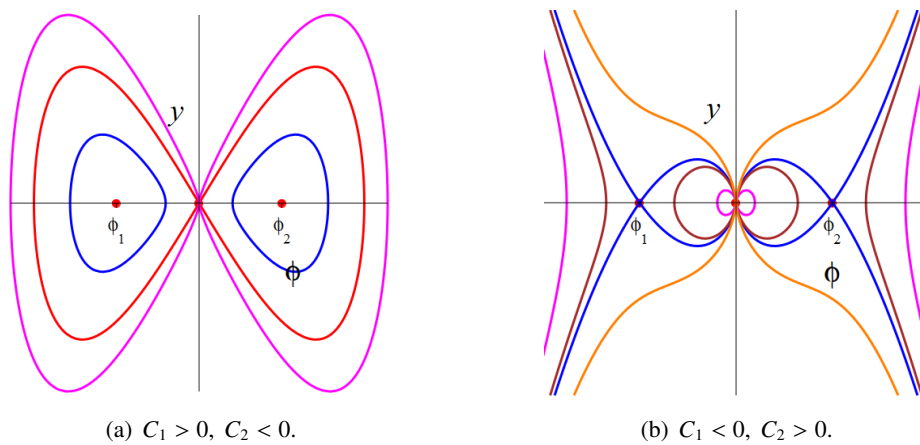 y
ϕ₁
ϕ₂
ϕ
(a) C₁ > 0, C₂ < 0.
y
ϕ₁
ϕ₂
ϕ
(b) C₁ < 0, C₂ > 0.